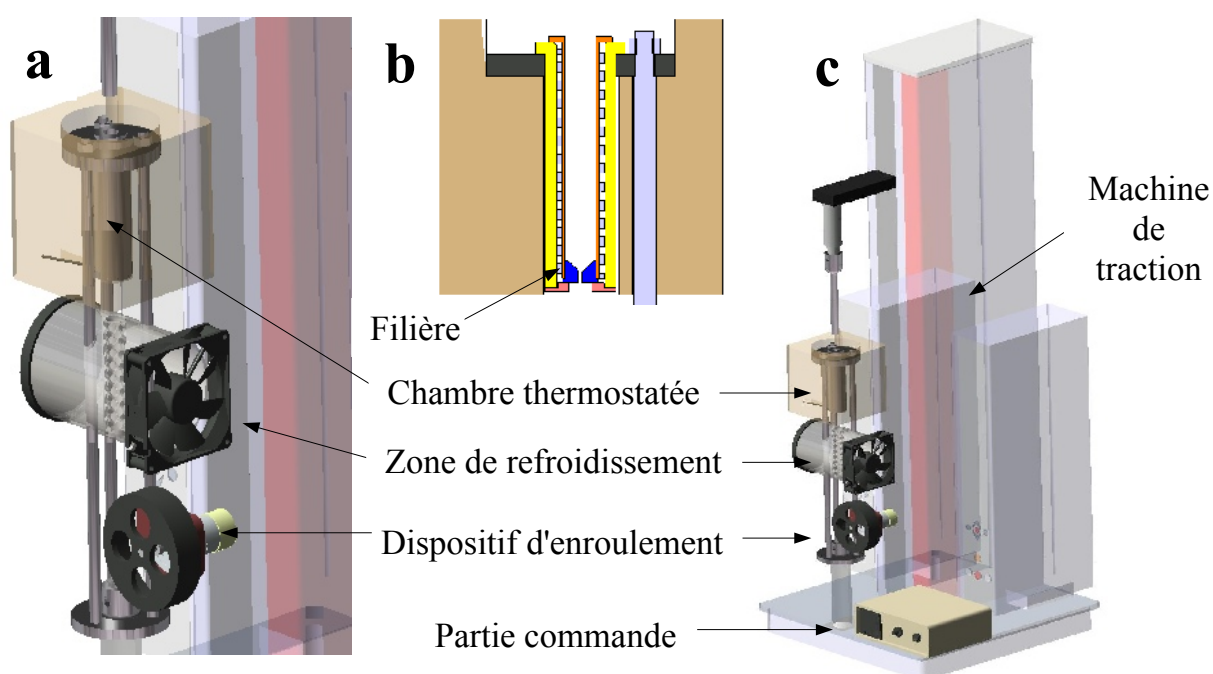 a
b
c
Machine
de
traction
Filière
Chambre thermostatée
Zone de refroidissement
Dispositif d'enroulement
Partie commande